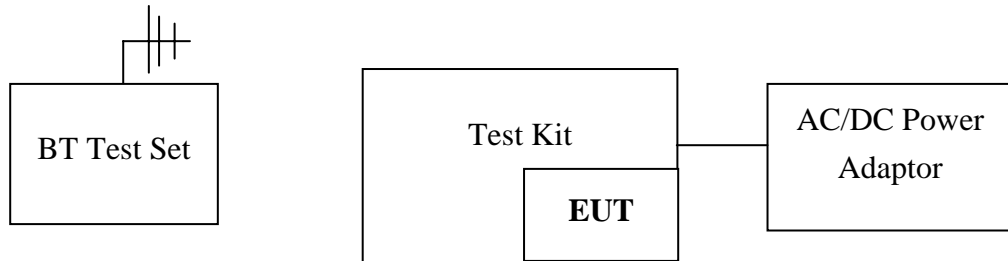 BT Test Set
Test Kit
EUT
AC/DC Power
Adaptor